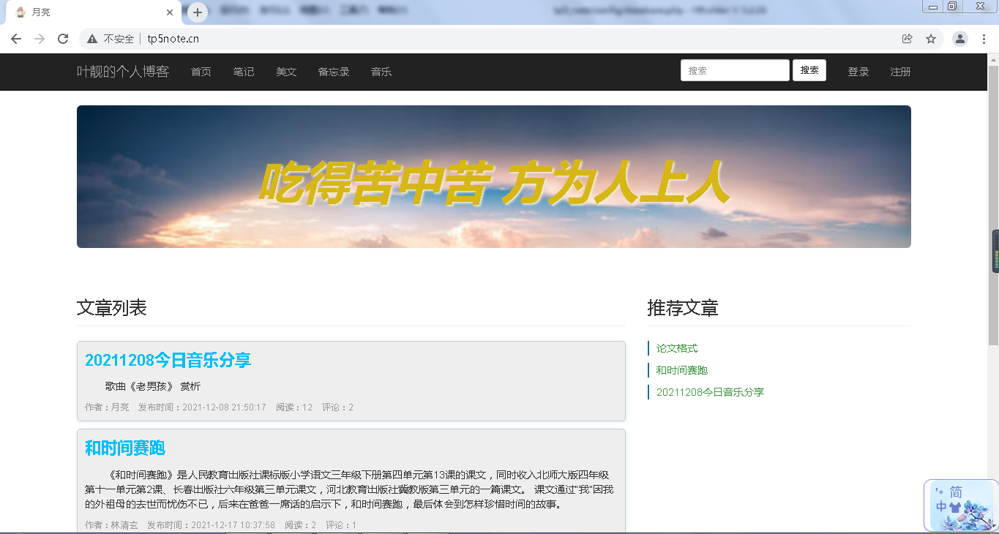 月亮
不安全 tp5note.cn
叶靓的个人博客 首页 笔记 美文 备忘录 音乐 搜索 搜索 登录 注册
吃得苦中苦 方为人上人
文章列表
推荐文章
20211208今日音乐分享
歌曲《老男孩》 赏析
作者：月亮 发布时间：2021-12-08 21:50:17 阅读：12 评论：2
论文格式
和时间赛跑
20211208今日音乐分享
和时间赛跑
《和时间赛跑》是人民教育出版社课标版小学语文三年级下册第四单元第13课的课文，同时收入北师大版四年级
第十一单元第2课、长春出版社六年级第三单元课文，河北教育出版社冀教版第三单元的一篇课文。 课文通过“我”因我
的外祖母的去世而忧伤不已，后来在爸爸一席话的启示下，和时间赛跑，最后体会到怎样珍惜时间的故事。
作者：林清玄 发布时间：2021-12-17 10:37:58 阅读：2 评论：1
简
中